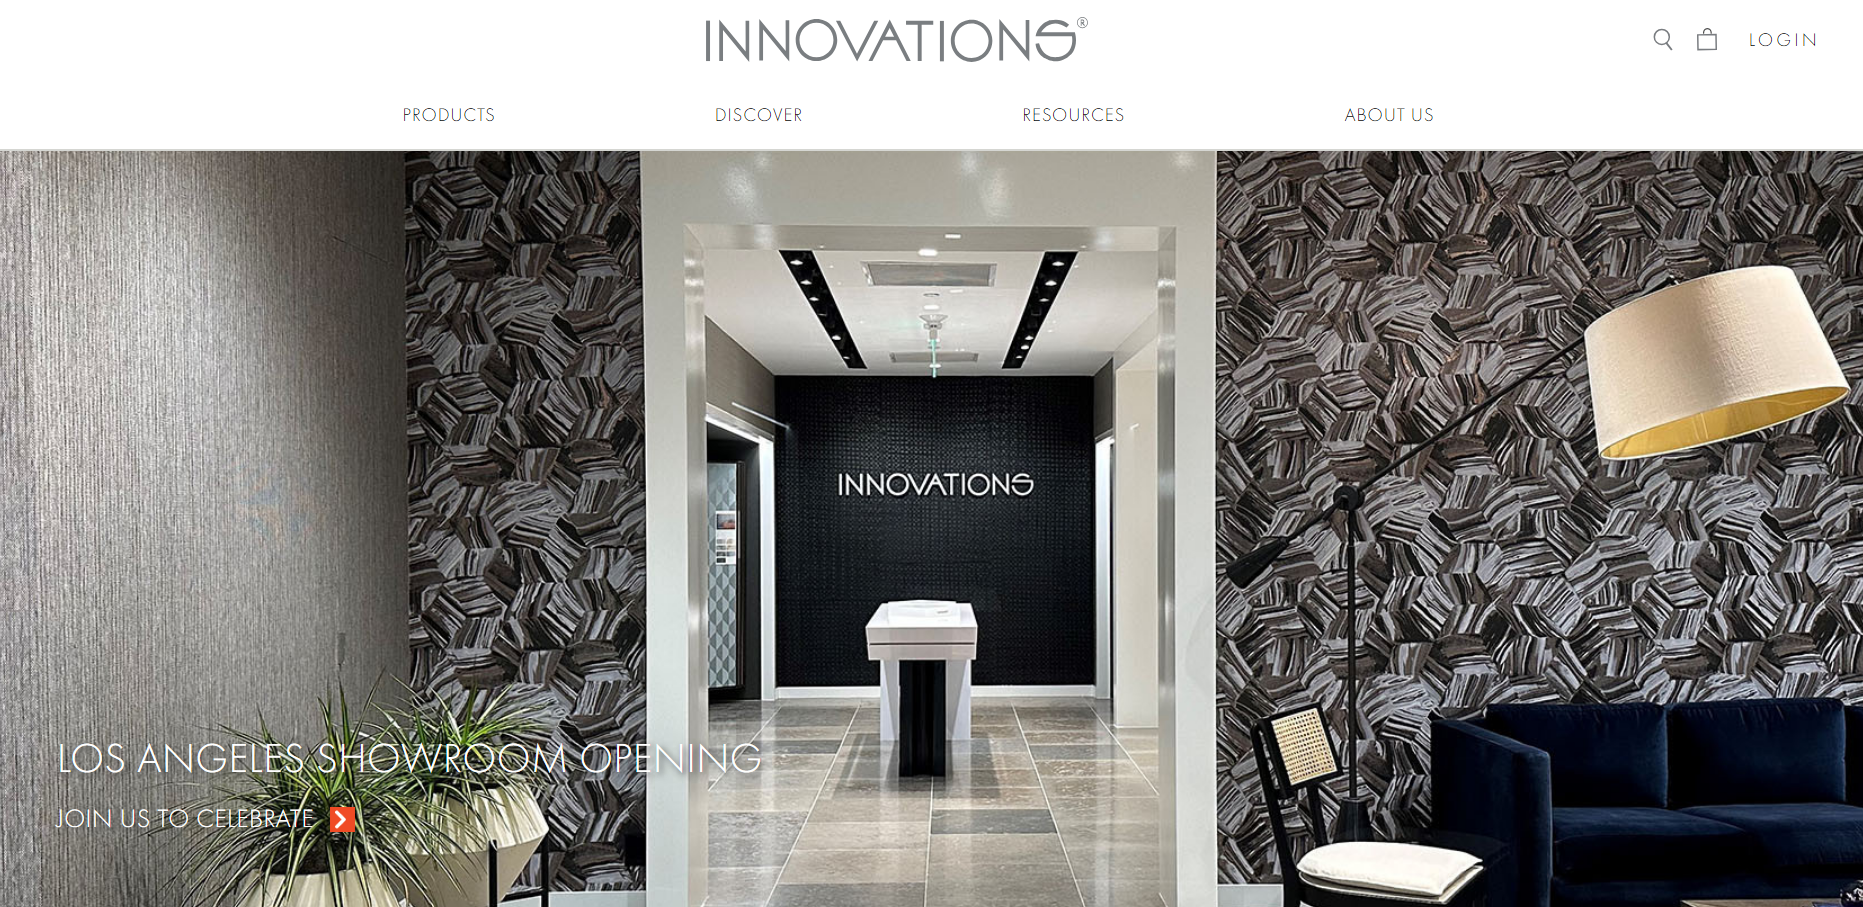 INNOVATIONS®
LOGIN
PRODUCTS
DISCOVER
RESOURCES
ABOUT US
INNOVATIONS
LOS ANGELES SHOWROOM OPENING
JOIN US TO CELEBRATE